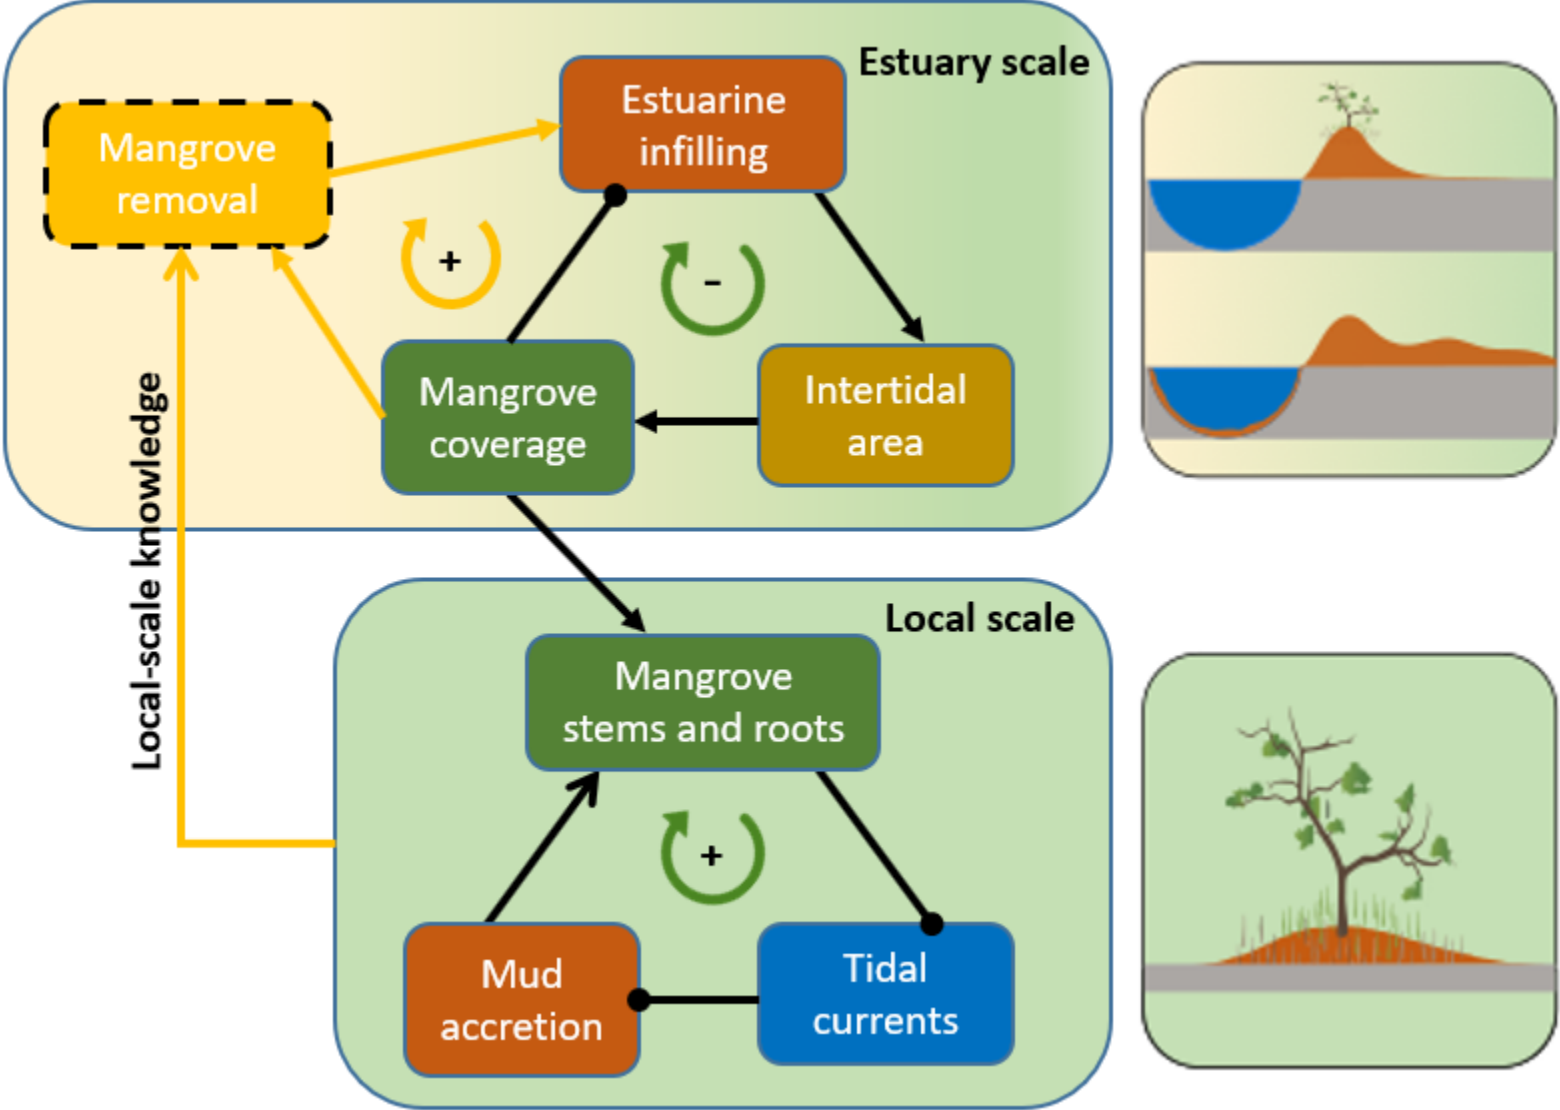 Estuary scale
Mangrove
removal
Estuarine
infilling
+
-
Mangrove
coverage
Intertidal
area
Local-scale knowledge
Local scale
Mangrove
stems and roots
+
Mud
accretion
Tidal
currents